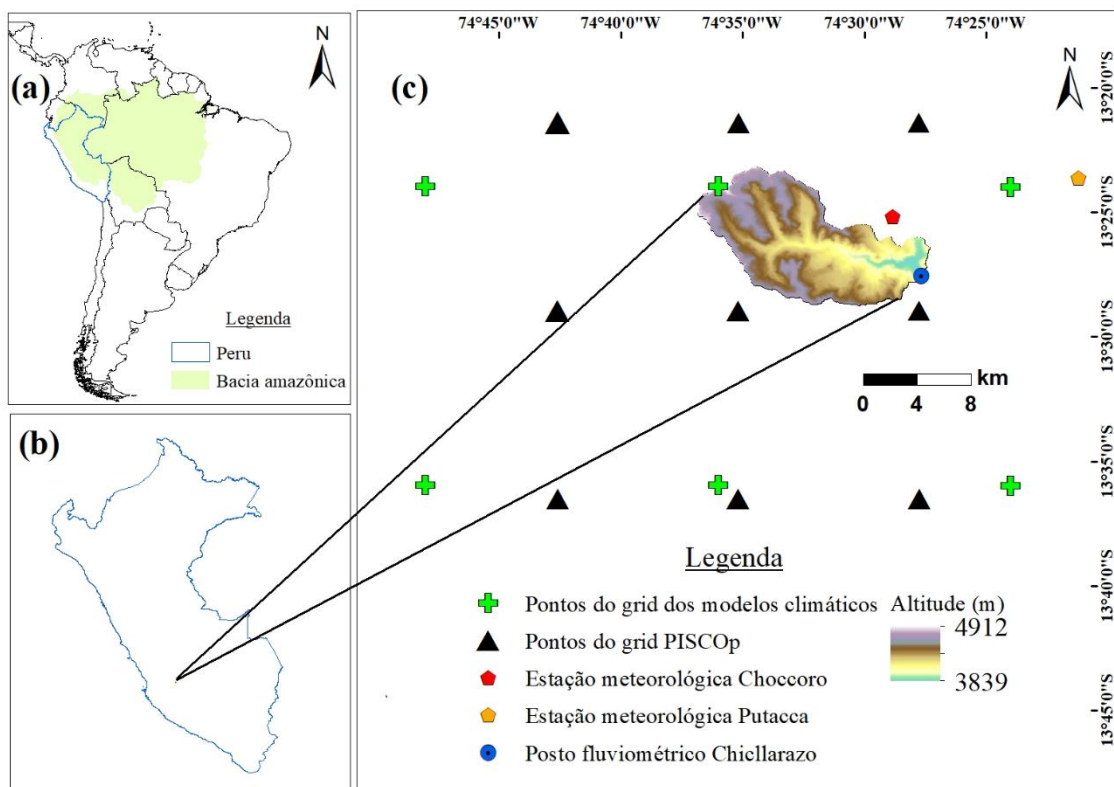 (a)
N
Legenda
Peru
Bacia amazônica
(b)
(c)
74°45'0"W 74°40'0"W 74°35'0"W 74°30'0"W 74°25'0"W
N
13°20'0"S
13°25'0"S
13°30'0"S
13°35'0"S
13°40'0"S
13°45'0"S
km
0 4 8
Legenda
Pontos do grid dos modelos climáticos
Pontos do grid PISCOp
Estação meteorológica Choccoro
Estação meteorológica Putacca
Posto fluviométrico Chicllarazo
Altitude (m)
4912
3839